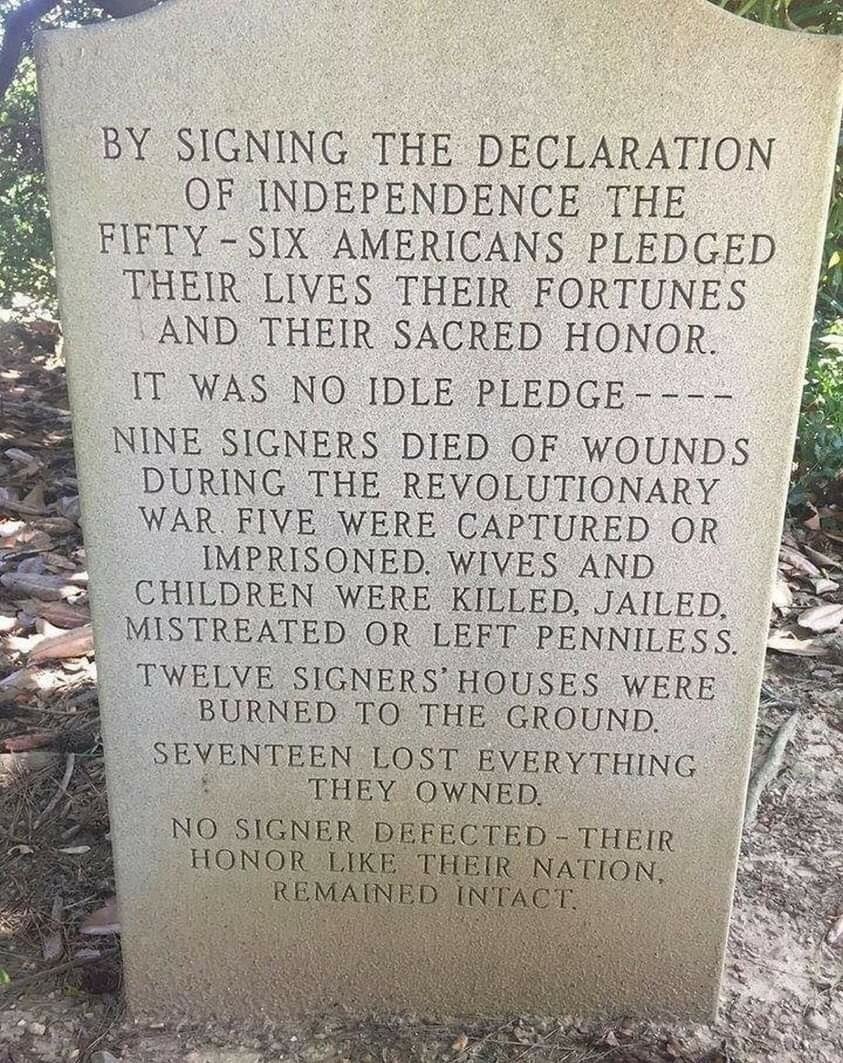 BY SIGNING THE DECLARATION
OF INDEPENDENCE THE
FIFTY-SIX AMERICANS PLEDGED
THEIR LIVES THEIR FORTUNES
AND THEIR SACRED HONOR.
IT WAS NO IDLE PLEDGE----
NINE SIGNERS DIED OF WOUNDS
DURING THE REVOLUTIONARY
WAR. FIVE WERE CAPTURED OR
IMPRISONED. WIVES AND
CHILDREN WERE KILLED, JAILED,
MISTREATED OR LEFT PENNILESS.
TWELVE SIGNERS' HOUSES WERE
BURNED TO THE GROUND.
SEVENTEEN LOST EVERYTHING
THEY OWNED.
NO SIGNER DEFECTED-THEIR
HONOR LIKE THEIR NATION,
REMAINED INTACT.